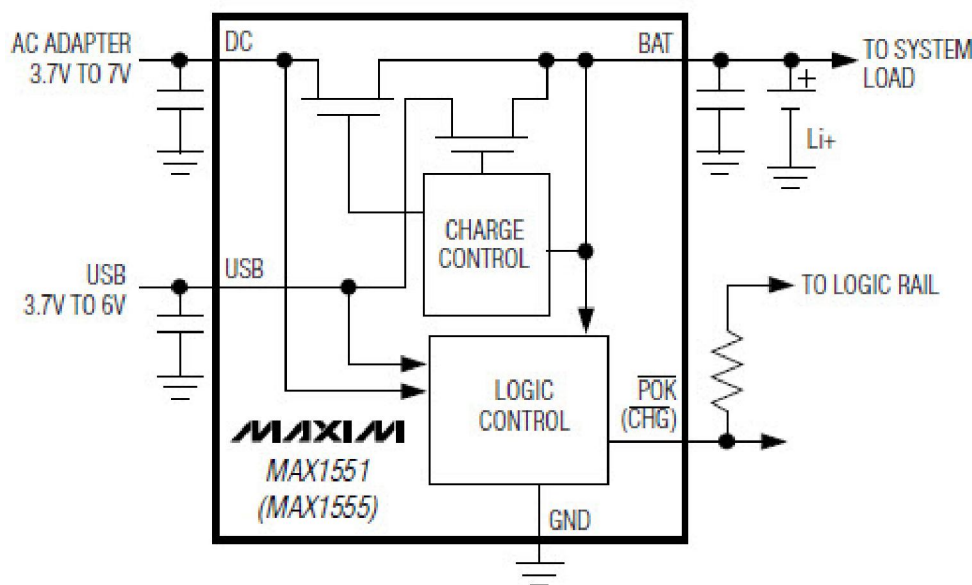 AC ADAPTER
3.7V TO 7V
DC
BAT
TO SYSTEM
LOAD
+
Li+
CHARGE
CONTROL
USB
3.7V TO 6V
USB
TO LOGIC RAIL
LOGIC
CONTROL
POK
(CHG)
MAXIM
MAX1551
(MAX1555)
GND